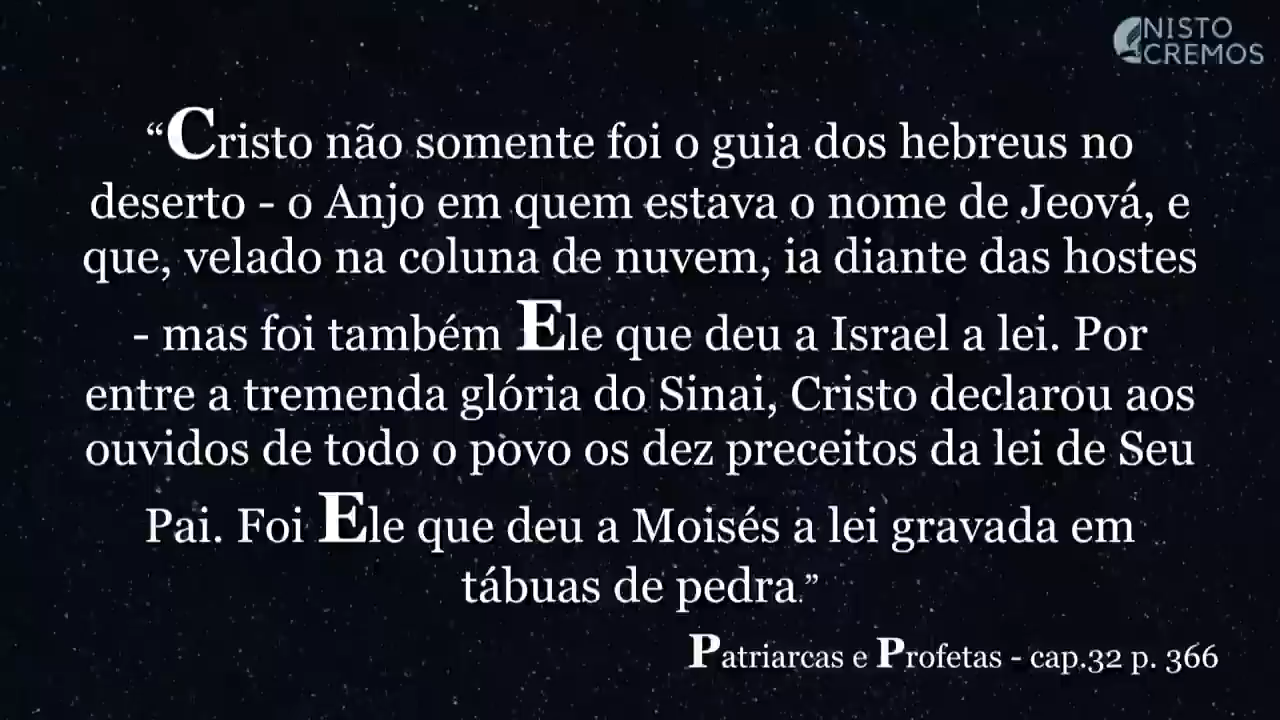 NISTO
CREMOS
“Cristo não somente foi o guia dos hebreus no
deserto - o Anjo em quem estava o nome de Jeová, e
que, velado na coluna de nuvem, ia diante das hostes
- mas foi também Ele que deu a Israel a lei. Por
entre a tremenda glória do Sinai, Cristo declarou aos
ouvidos de todo o povo os dez preceitos da lei de Seu
Pai. Foi Ele que deu a Moisés a lei gravada em
tábuas de pedra.”
Patriarcas e Profetas - cap.32 p. 366